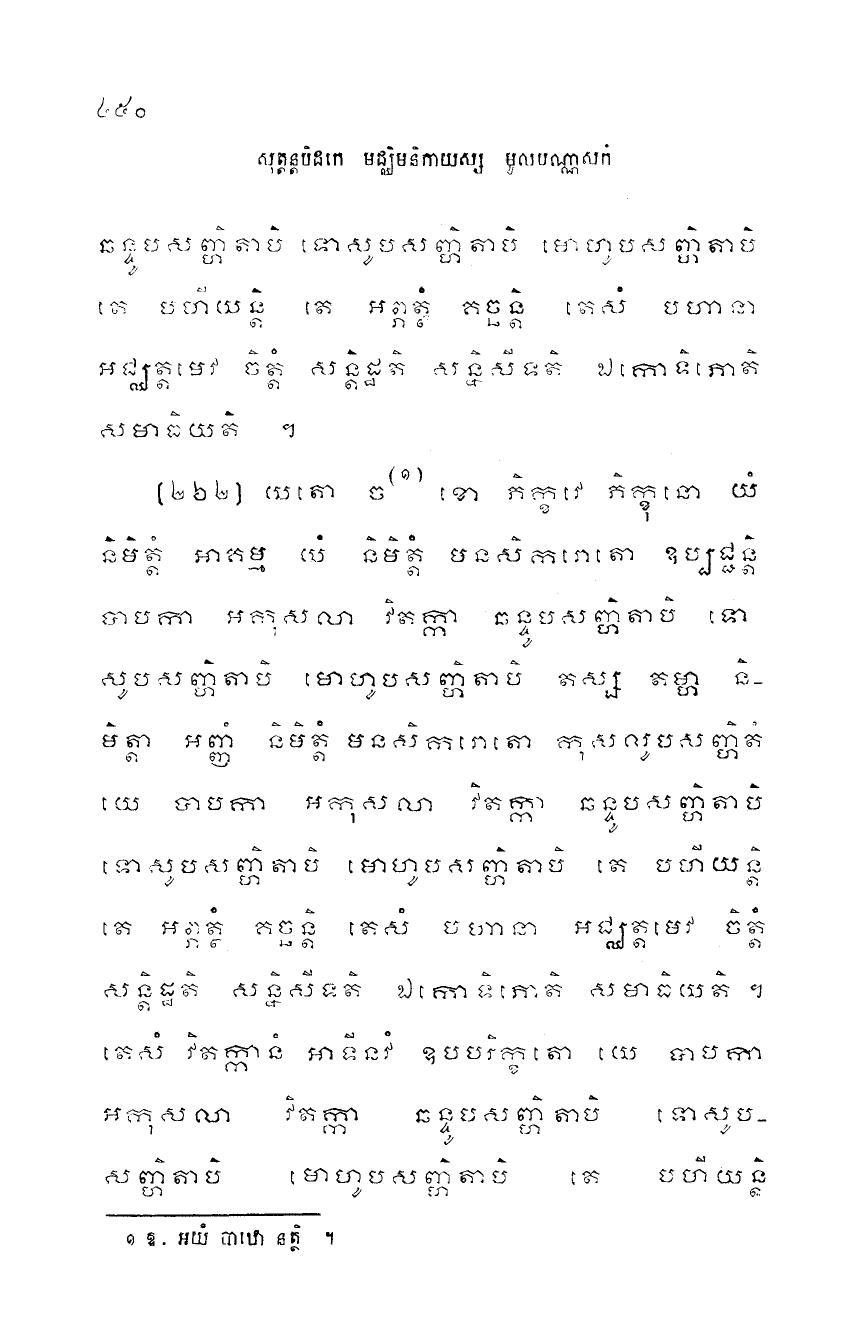 ៤៥០
សុត្តន្តបិដកេ មជ្ឈិមនិកាយស្ស មូលបណ្ណាសកំ
ឆន្ទូបសញ្ហិតាបិ ទោសូបសញ្ហិតាបិ មោហូបសញ្ហិតាបិ
តេ បហីយន្តិ តេ អព្ភត្ថំ គច្ឆន្តិ តេសំ បហានា
អជ្ឈត្តមេវ ចិត្តំ សន្តិដ្ឋតិ សន្និសីទតិ ឯកោទិភោតិ
សមាធិយតិ ។
(២៦២) យតោ ច(១) ខោ ភិក្ខវេ ភិក្ខុនោ យំ
និមិត្តំ អាគម្ម យំ និមិត្តំ មនសិករោតោ ឧប្បជ្ជន្តិ
បាបកា អកុសលា វិតក្កា ឆន្ទូបសញ្ហិតាបិ ទោ
សូបសញ្ហិតាបិ មោហូបសញ្ហិតាបិ តស្ស តម្ហា និ-
មិត្តា អញ្ញំ និមិត្តំ មនសិករោតោ កុសលូបសញ្ហិតំ
យេ បាបកា អកុសលា វិតក្កា ឆន្ទូបសញ្ហិតាបិ
ទោសូបសញ្ហិតាបិ មោហូបសញ្ហិតាបិ តេ បហីយន្តិ
តេ អព្ភត្ថំ គច្ឆន្តិ តេសំ បហានា អជ្ឈត្តមេវ ចិត្តំ
សន្តិដ្ឋតិ សន្និសីទតិ ឯកោទិភោតិ សមាធិយតិ ។
តេសំ វិតក្កានំ អាទីនវំ ឧបបរិក្ខតោ យេ បាបកា
អកុសលា វិតក្កា ឆន្ទូបសញ្ហិតាបិ ទោសូប-
សញ្ហិតាបិ មោហូបសញ្ហិតាបិ តេ បហីយន្តិ
១ ឱ. អយំ បាឋោ នត្ថិ ។